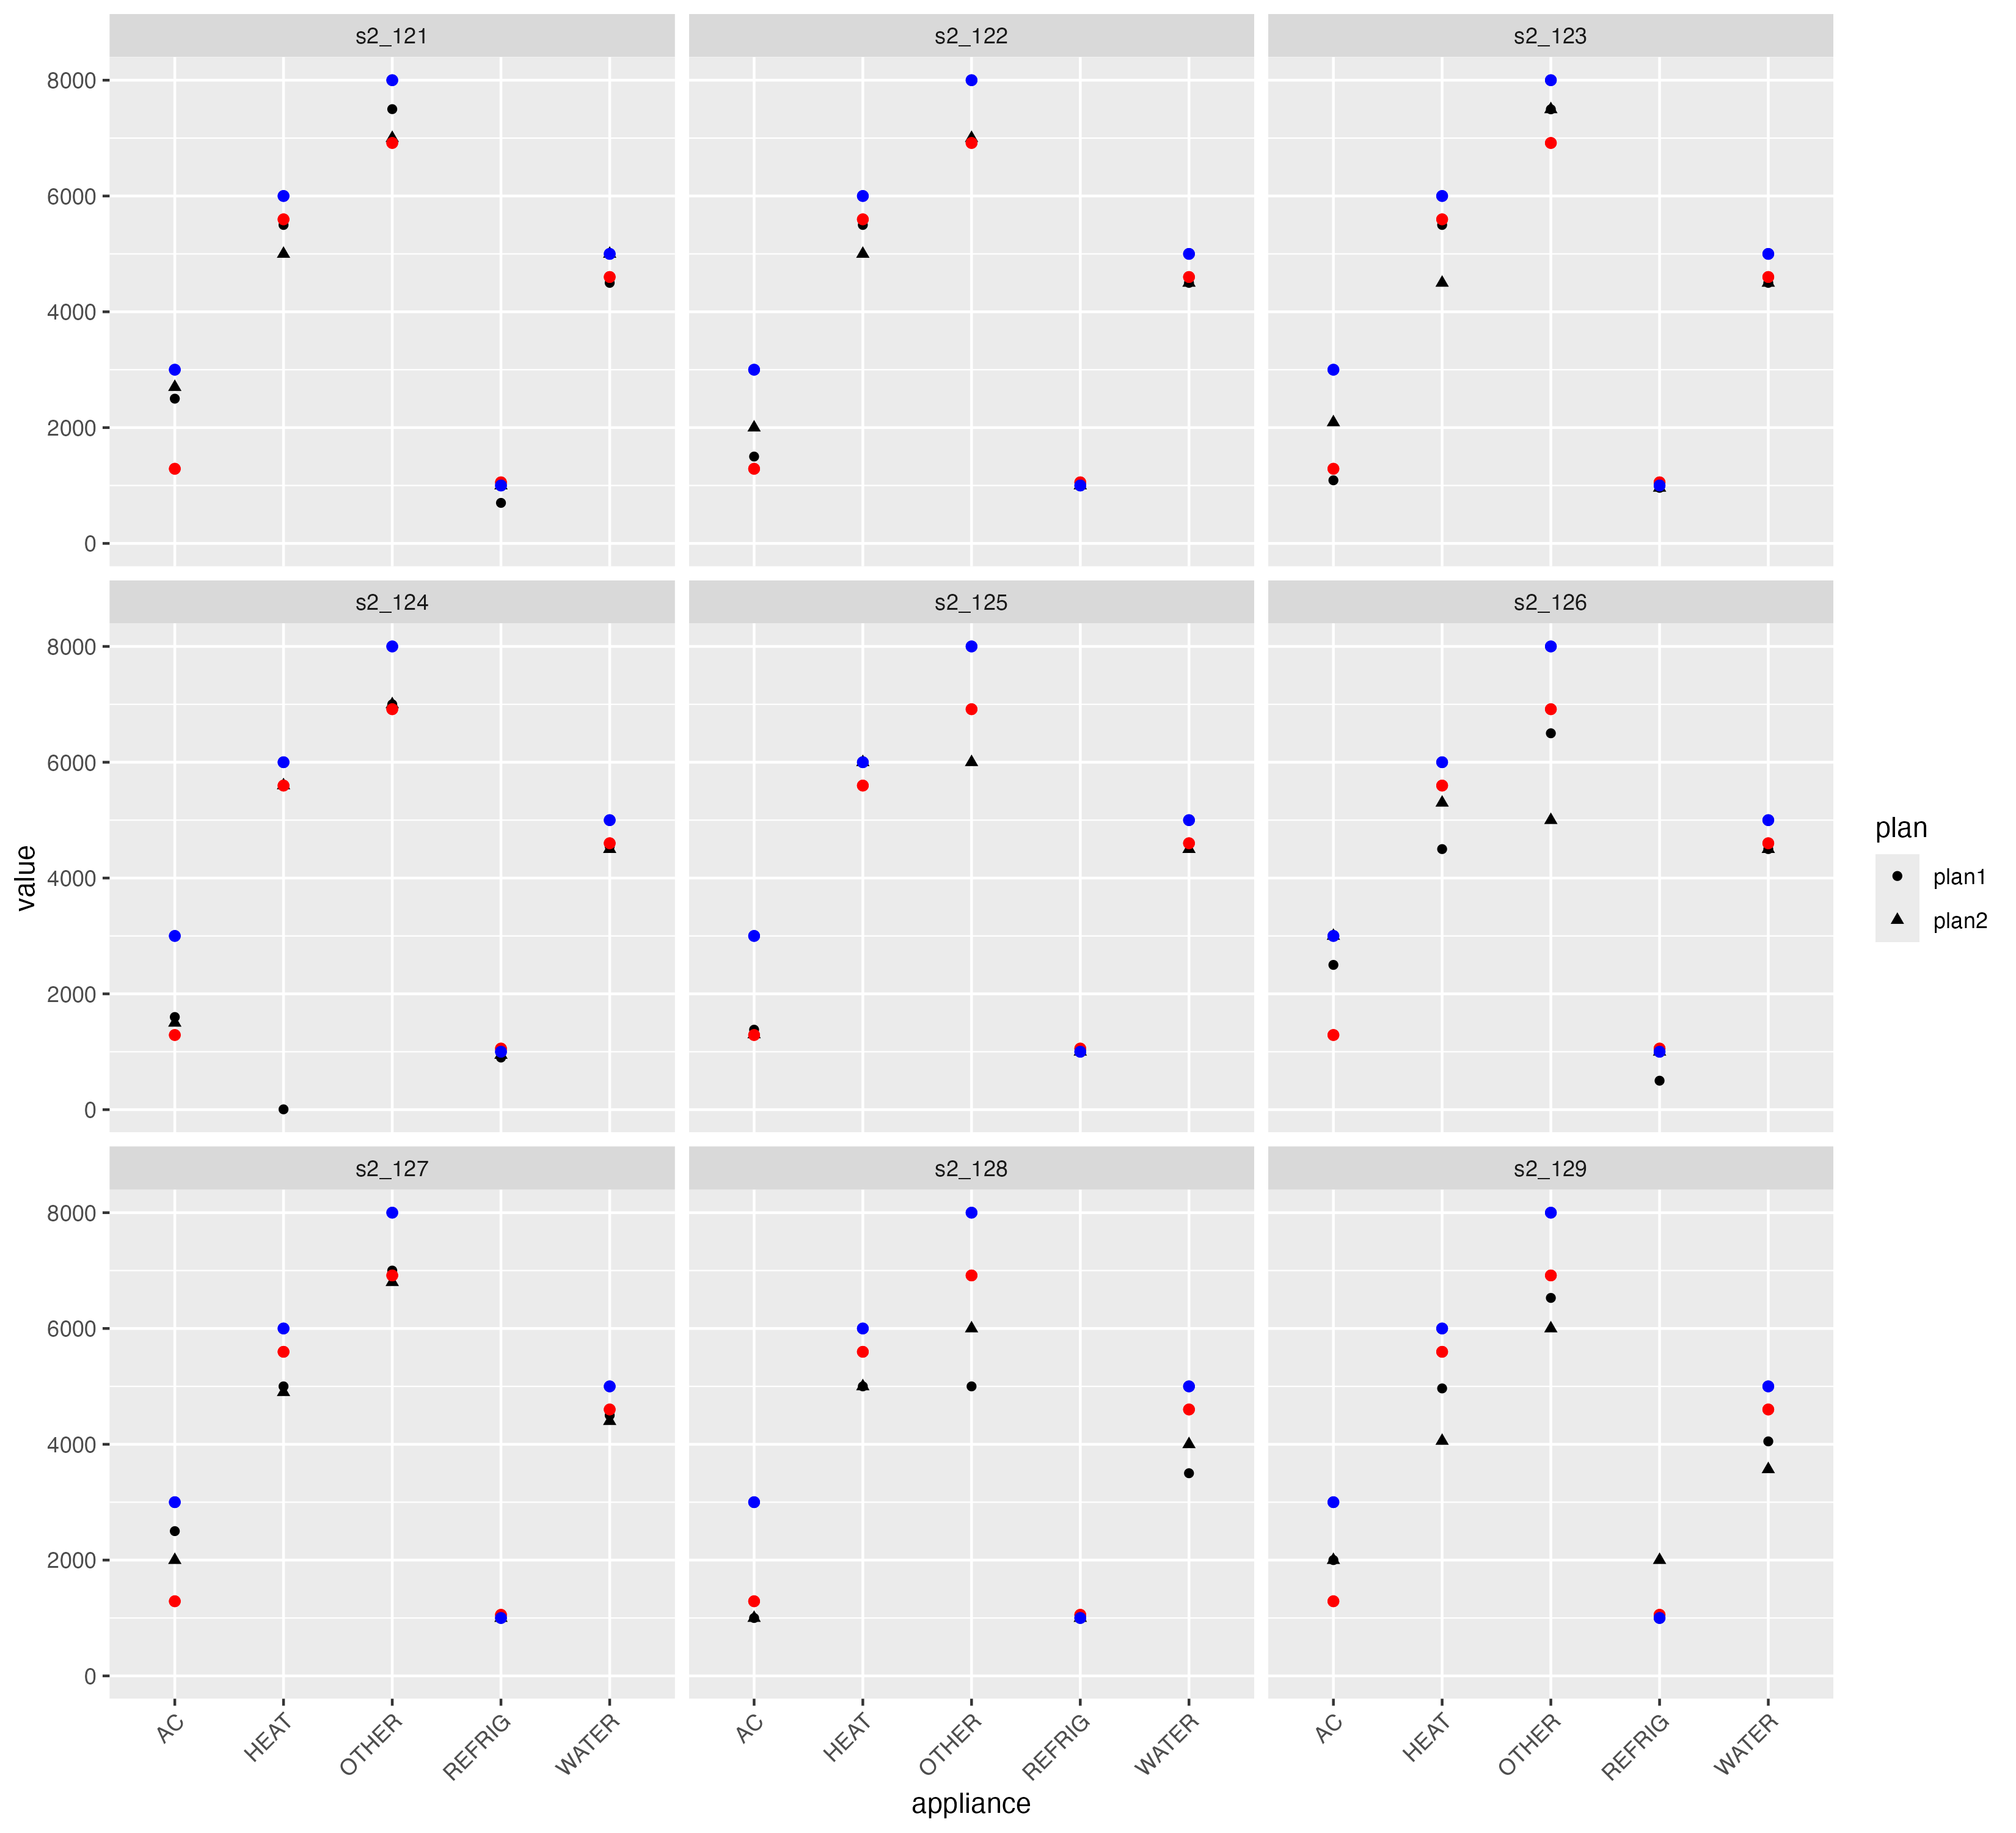 s2_121 s2_122 s2_123
8000
6000
4000
2000
0
s2_124 s2_125 s2_126
8000
6000
4000
2000
0
s2_127 s2_128 s2_129
8000
6000
4000
2000
0
AC HEAT OTHER REFRIG WATER AC HEAT OTHER REFRIG WATER AC HEAT OTHER REFRIG WATER
appliance
value
plan
plan1
plan2